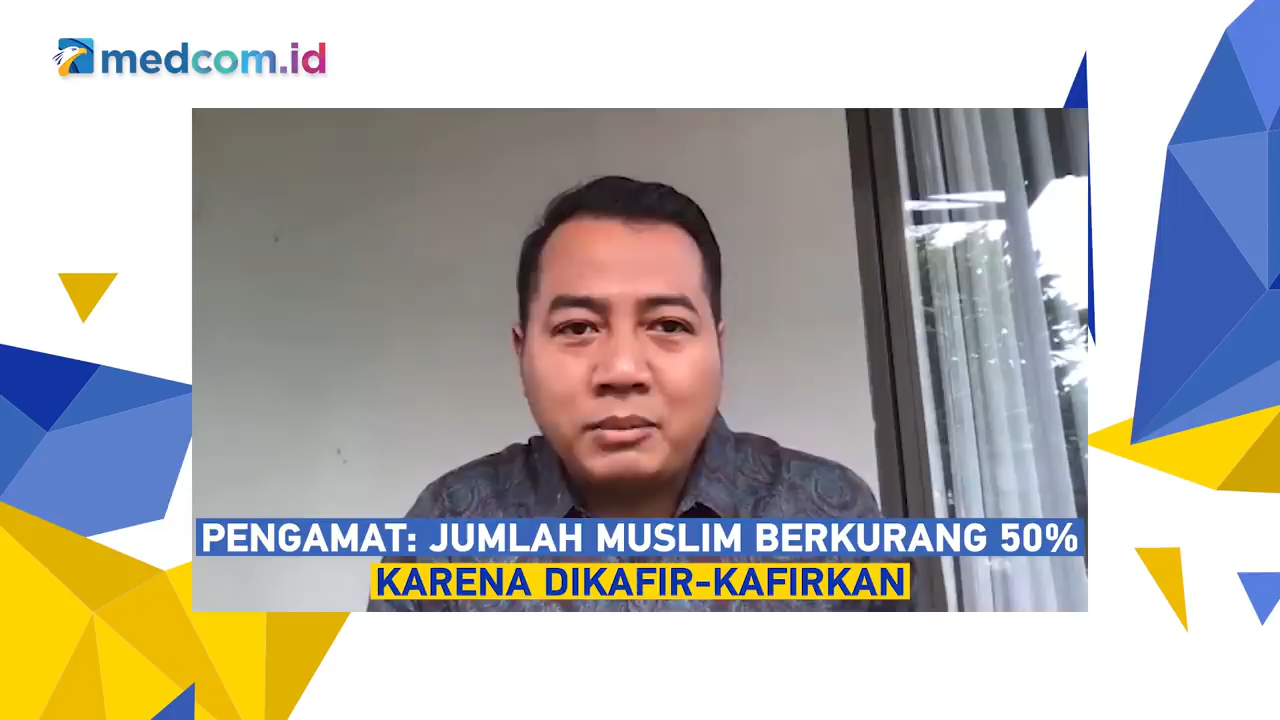 medcom.id
PENGAMAT: JUMLAH MUSLIM BERKURANG 50%
KARENA DIKAFIR-KAFIRKAN